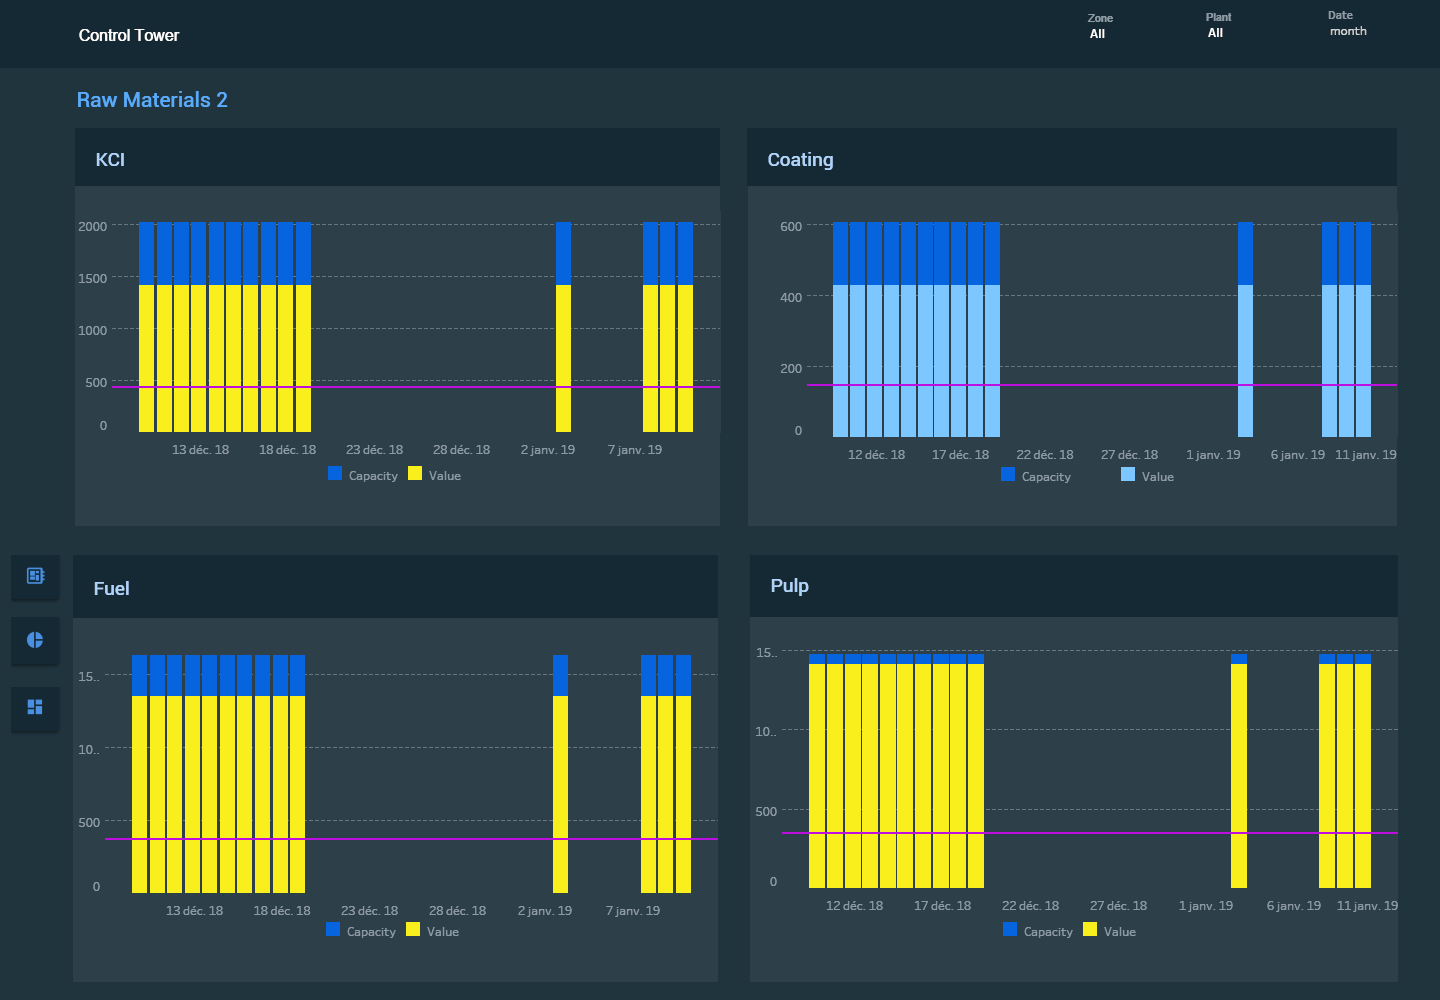 Control Tower
Zone
All
Plant
All
Date
month
Raw Materials 2
KCI
2000
1500
1000
500
0
13 déc. 18 18 déc. 18 23 déc. 18 28 déc. 18 2 janv. 19 7 janv. 19
Capacity Value
Coating
600
400
200
0
12 déc. 18 17 déc. 18 22 déc. 18 27 déc. 18 1 janv. 19 6 janv. 19 11 janv. 19
Capacity Value
Fuel
15..
10..
500
0
13 déc. 18 18 déc. 18 23 déc. 18 28 déc. 18 2 janv. 19 7 janv. 19
Capacity Value
Pulp
15..
10..
500
0
12 déc. 18 17 déc. 18 22 déc. 18 27 déc. 18 1 janv. 19 6 janv. 19 11 janv. 19
Capacity Value